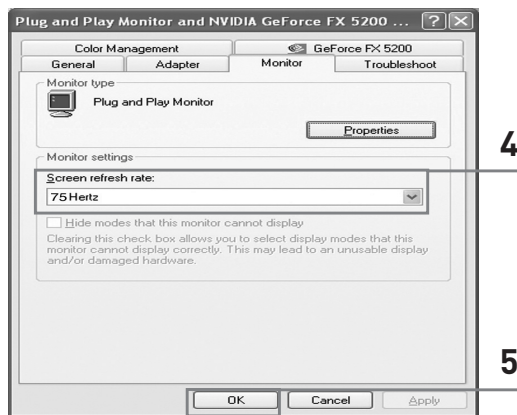 Plug and Play Monitor and NVIDIA GeForce FX 5200 ...
Color Management GeForce FX 5200
General Adapter Monitor Troubleshoot
Monitor type
Plug and Play Monitor
Properties
4
Monitor settings
Screen refresh rate:
75 Hertz
Hide modes that this monitor cannot display
Clearing this check box allows you to select display modes that this
monitor cannot display correctly. This may lead to an unusable display
and/or damaged hardware.
5
OK Cancel Apply